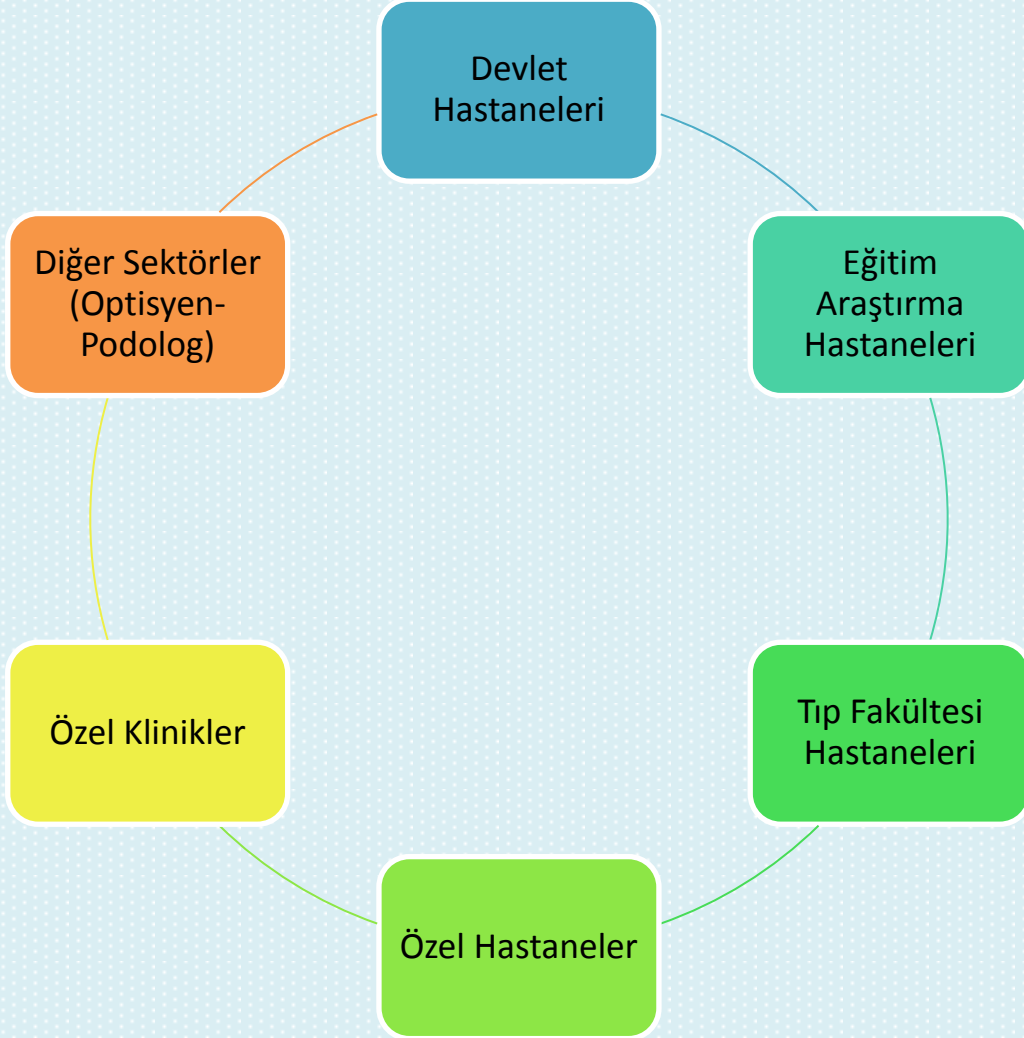 Devlet
Hastaneleri
Eğitim
Araştırma
Hastaneleri
Tıp Fakültesi
Hastaneleri
Özel Hastaneler
Özel Klinikler
Diğer Sektörler
(Optisyen-
Podolog)